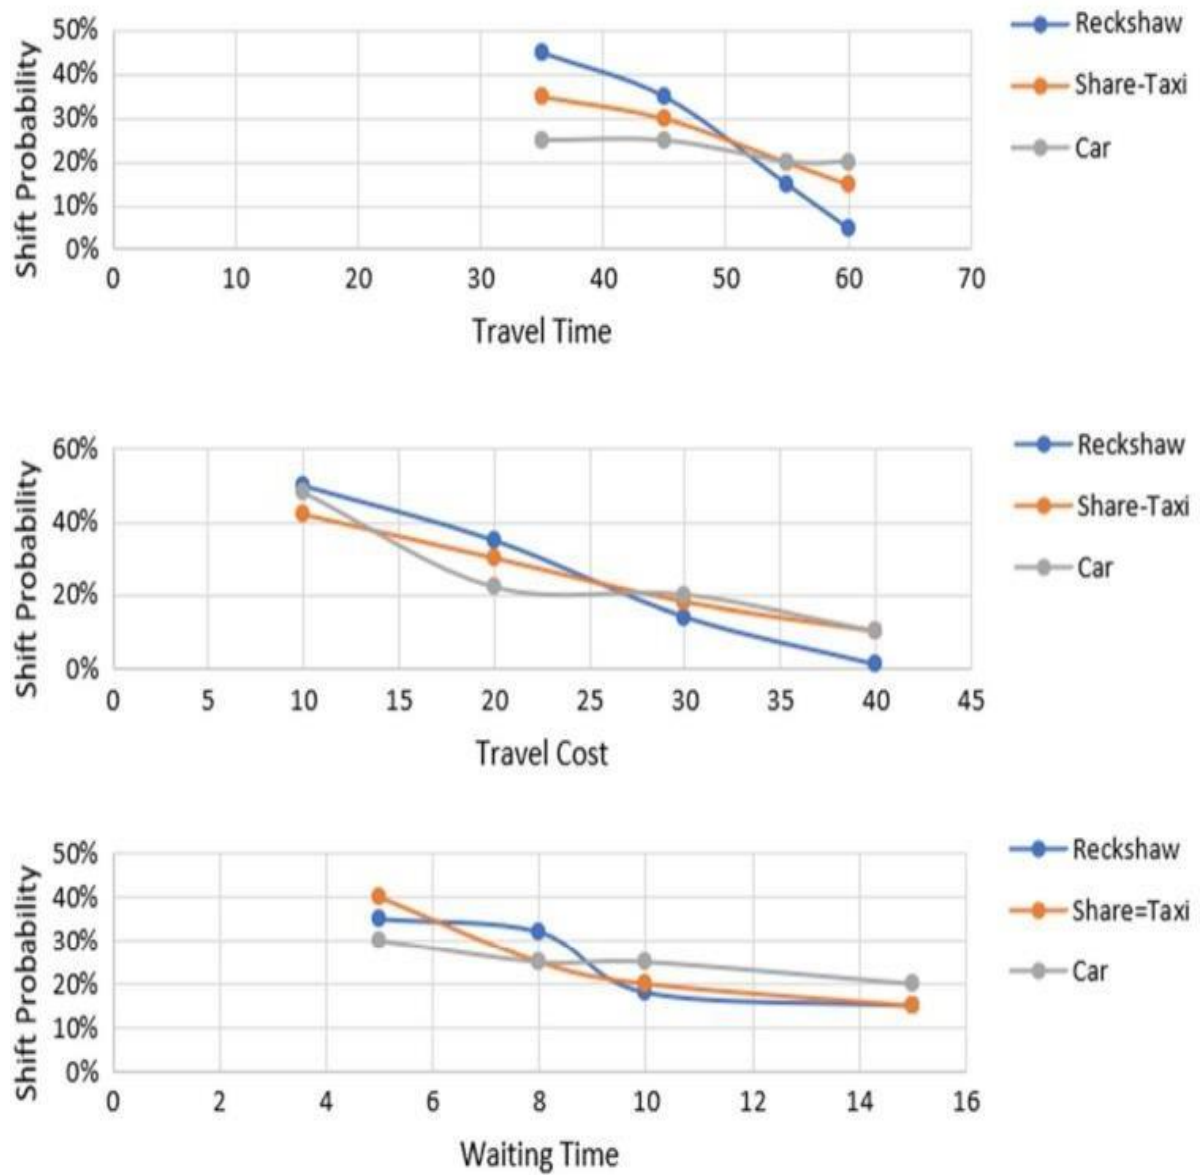 Shift Probability
50%
40%
30%
20%
10%
0%
0 10 20 30 40 50 60 70
Travel Time
Reckshaw
Share-Taxi
Car
Shift Probability
60%
40%
20%
0%
0 5 10 15 20 25 30 35 40 45
Travel Cost
Reckshaw
Share-Taxi
Car
Shift Probability
50%
40%
30%
20%
10%
0%
0 2 4 6 8 10 12 14 16
Waiting Time
Reckshaw
Share=Taxi
Car